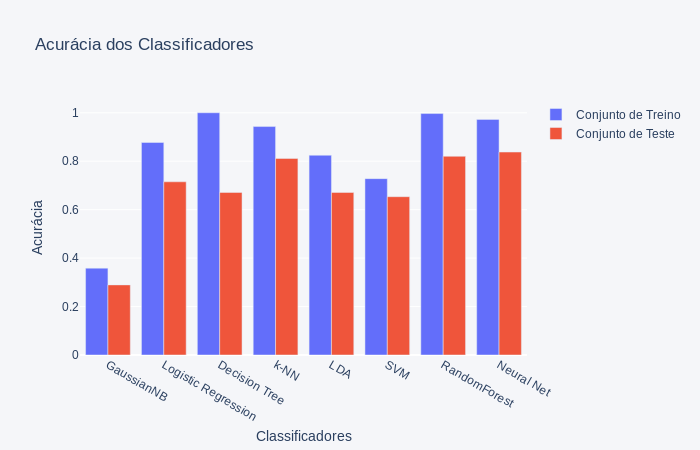 Acurácia dos Classificadores
Conjunto de Treino
Conjunto de Teste
1
0.8
0.6
0.4
0.2
0
Acurácia
GaussianNB
Logistic Regression
Decision Tree
k-NN
LDA
SVM
RandomForest
Neural Net
Classificadores